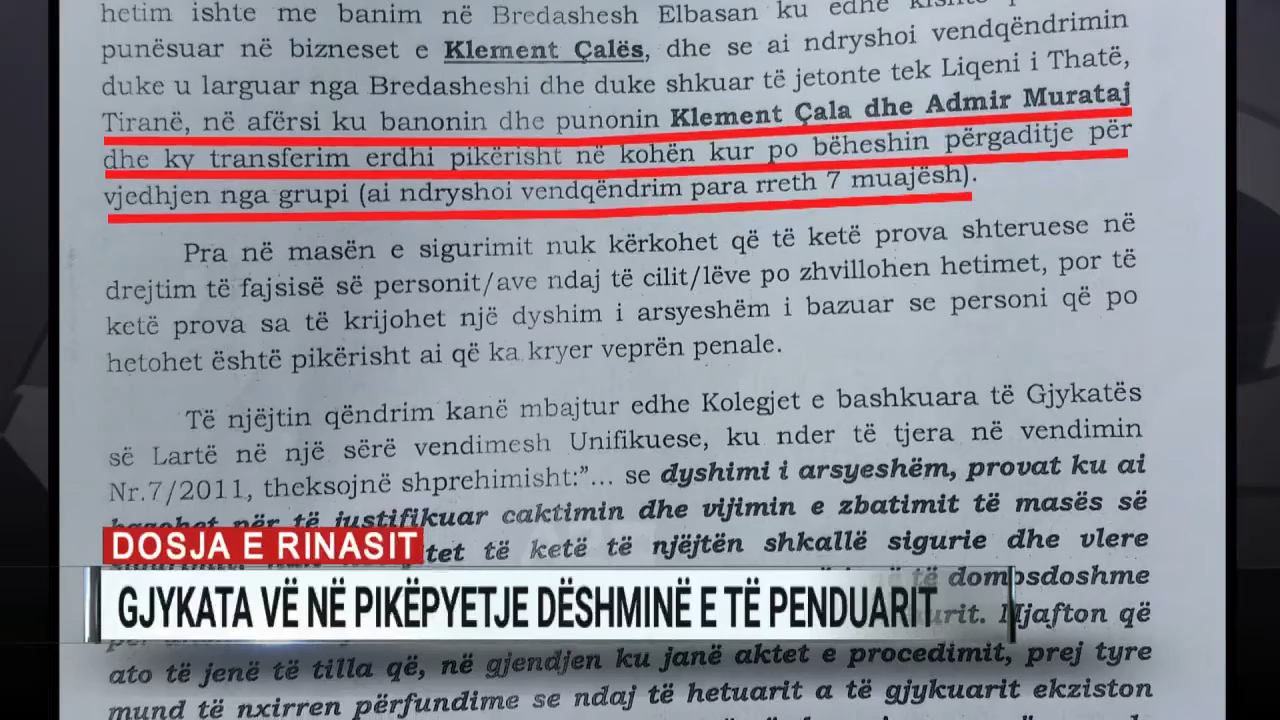 hetim ishte me banim në Bredashesh Elbasan ku edhe
punësuar në bizneset e Klement Çalës, dhe se ai ndryshoi vendqëndrimin
duke u larguar nga Bredasheshi dhe duke shkuar të jetonte tek Liqeni i Thatë,
Tiranë, në afërsi ku banonin dhe punonin Klement Çala dhe Admir Murataj
dhe ky transferim erdhi pikërisht në kohën kur po bëheshin përgaditje për
vjedhjen nga grupi (ai ndryshoi vendqëndrim para rreth 7 muajësh).
Pra në masën e sigurimit nuk kërkohet që të ketë prova shteruese në
drejtim të fajsisë së personit/ave ndaj të cilit/lëve po zhvillohen hetimet, por të
ketë prova sa të krijohet një dyshim i arsyeshëm i bazuar se personi që po
hetohet është pikërisht ai që ka kryer veprën penale.
Të njëjtin qëndrim kanë mbajtur edhe Kolegjet e bashkuara të Gjykatës
së Lartë në një sërë vendimesh Unifikuese, ku nder të tjera në vendimin
Nr.7/2011, theksojnë shprehimisht:"... se dyshimi i arsyeshëm, provat ku ai
bazohet për të justifikuar caktimin dhe vijimin e zbatimit të masës së
DOSJA E RINASIT
tet të ketë të njëjtën shkallë sigurie dhe vlere
të domosdoshme
GJYKATA VË NË PIKËPYETJE DËSHMINË E TË PENDUARIT
Mjafton që
ato të jenë të tilla që, në gjendjen ku janë aktet e procedimit, prej tyre
mund të nxirren përfundime se ndaj të hetuarit a të gjykuarit ekziston